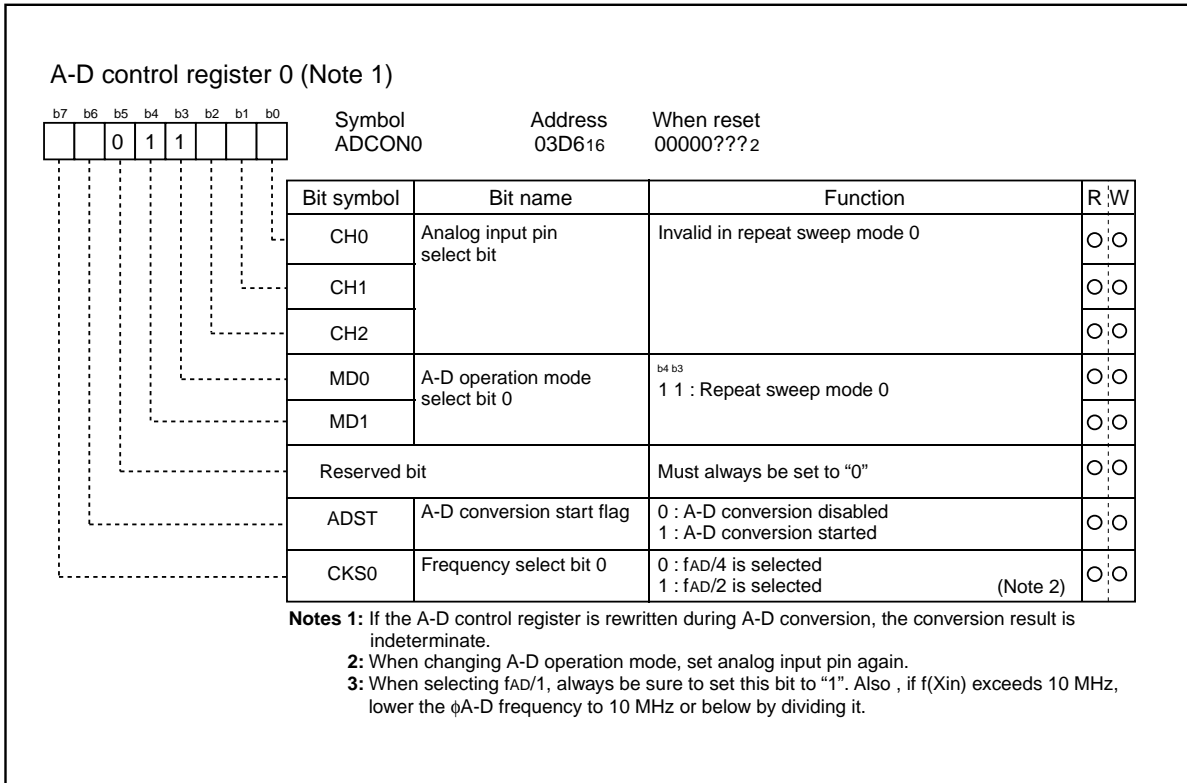 A-D control register 0 (Note 1)
b7 b6 b5 b4 b3 b2 b1 b0
0 1 1
Symbol Address When reset
ADCON0 03D616 00000???2
Bit symbol Bit name Function R W
CH0 Analog input pin Invalid in repeat sweep mode 0
select bit
CH1
CH2
MD0 A-D operation mode b4 b3
select bit 0 1 1 : Repeat sweep mode 0
MD1
Reserved bit Must always be set to “0”
ADST A-D conversion start flag 0 : A-D conversion disabled
1 : A-D conversion started
CKS0 Frequency select bit 0 0 : fAD/4 is selected
1 : fAD/2 is selected (Note 2)
Notes 1: If the A-D control register is rewritten during A-D conversion, the conversion result is
indeterminate.
2: When changing A-D operation mode, set analog input pin again.
3: When selecting fAD/1, always be sure to set this bit to “1”. Also , if f(Xin) exceeds 10 MHz,
lower the ϕA-D frequency to 10 MHz or below by dividing it.